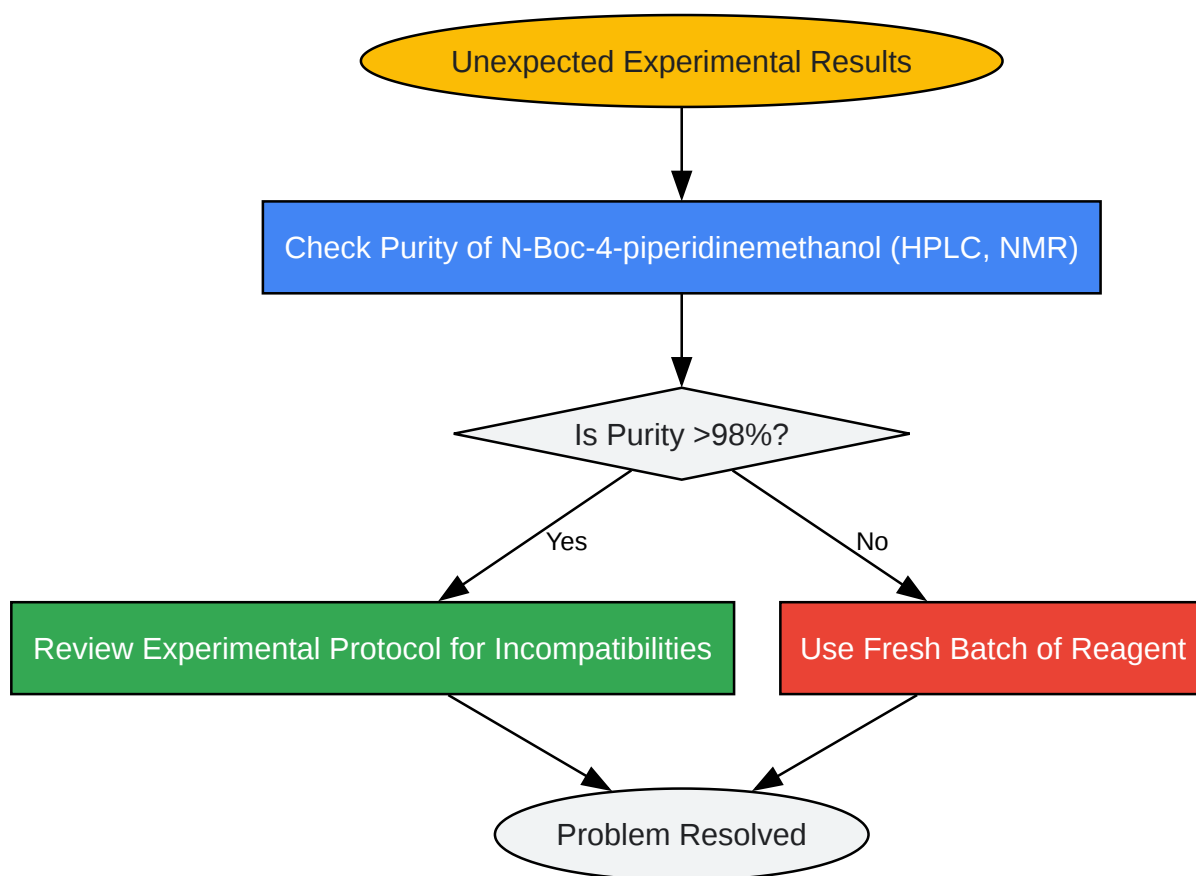 Unexpected Experimental Results
Check Purity of N-Boc-4-piperidinemethanol (HPLC, NMR)
Is Purity >98%?
Yes
No
Review Experimental Protocol for Incompatibilities
Use Fresh Batch of Reagent
Problem Resolved